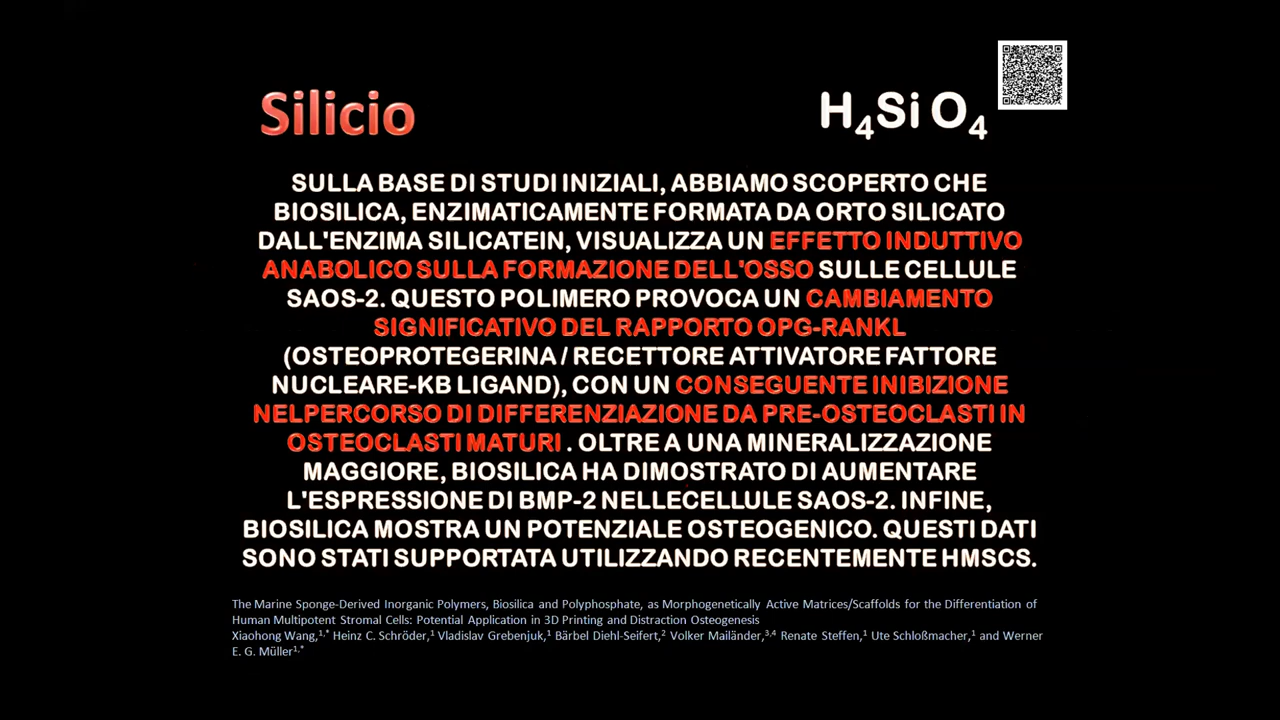 Silicio
H₄Si O₄
SULLA BASE DI STUDI INIZIALI, ABBIAMO SCOPERTO CHE
BIOSILICA, ENZIMATICAMENTE FORMATA DA ORTO SILICATO
DALL'ENZIMA SILICATEIN, VISUALIZZA UN EFFETTO INDUTTIVO
ANABOLICO SULLA FORMAZIONE DELL'OSSO SULLE CELLULE
SAOS-2. QUESTO POLIMERO PROVOCA UN CAMBIAMENTO
SIGNIFICATIVO DEL RAPPORTO OPG-RANKL
(OSTEOPROTEGERINA / RECETTORE ATTIVATORE FATTORE
NUCLEARE-KB LIGAND), CON UN CONSEGUENTE INIBIZIONE
NELPERCORSO DI DIFFERENZIAZIONE DA PRE-OSTEOCLASTI IN
OSTEOCLASTI MATURI . OLTRE A UNA MINERALIZZAZIONE
MAGGIORE, BIOSILICA HA DIMOSTRATO DI AUMENTARE
L'ESPRESSIONE DI BMP-2 NELLECELLULE SAOS-2. INFINE,
BIOSILICA MOSTRA UN POTENZIALE OSTEOGENICO. QUESTI DATI
SONO STATI SUPPORTATA UTILIZZANDO RECENTEMENTE HMSCS.
The Marine Sponge-Derived Inorganic Polymers, Biosilica and Polyphosphate, as Morphogenetically Active Matrices/Scaffolds for the Differentiation of
Human Multipotent Stromal Cells: Potential Application in 3D Printing and Distraction Osteogenesis
Xiaohong Wang,¹,* Heinz C. Schröder,¹ Vladislav Grebenjuk,¹ Bärbel Diehl-Seifert,² Volker Mailänder,³,⁴ Renate Steffen,¹ Ute Schloßmacher,¹ and Werner
E. G. Müller¹,*